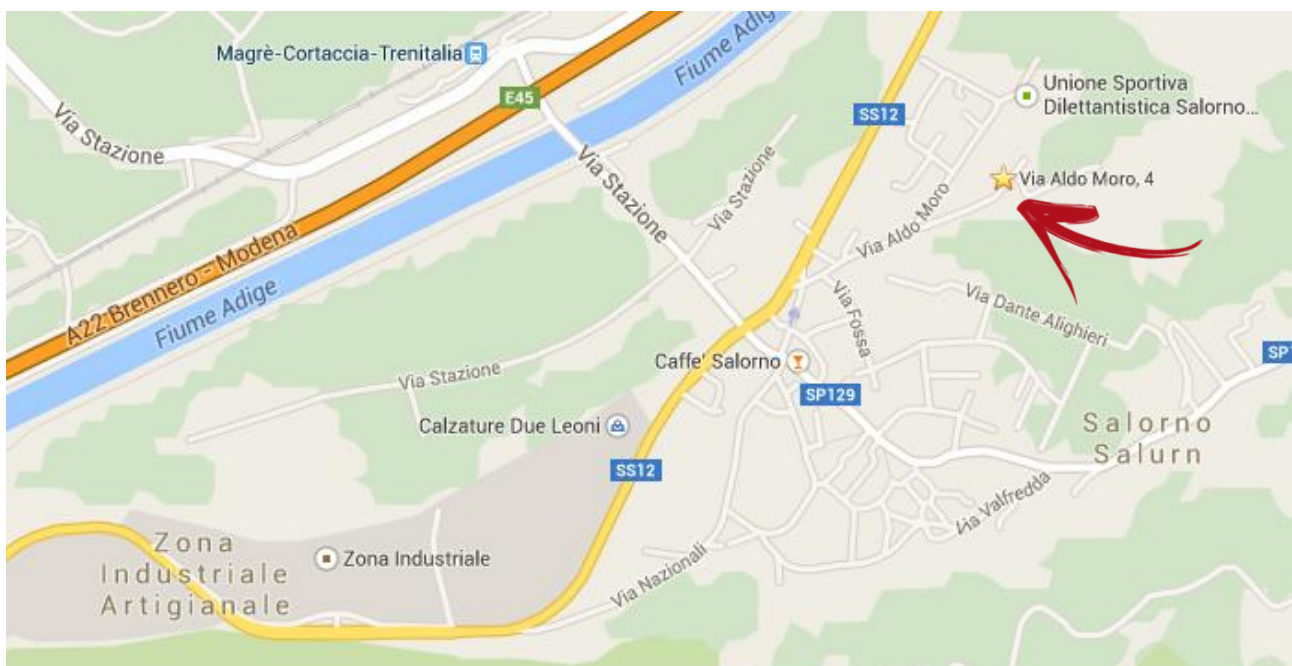 Magrè-Cortaccia-Trenitalia
Fiume Adige
Unione Sportiva
Dilettantistica Salorno...
E45
SS12
Via Stazione
Via Stazione
Via Stazione
Via Aldo Moro, 4
Via Aldo Moro
A22 Brennero - Modena
Fiume Adige
Via Fossa
Via Dante Alighieri
Caffe' Salorno
SP1
Via Stazione
SP129
Calzature Due Leoni
Salorno
Salurn
SS12
Via Valfredda
Zona
Industriale
Artigianale
Zona Industriale
Via Nazionali